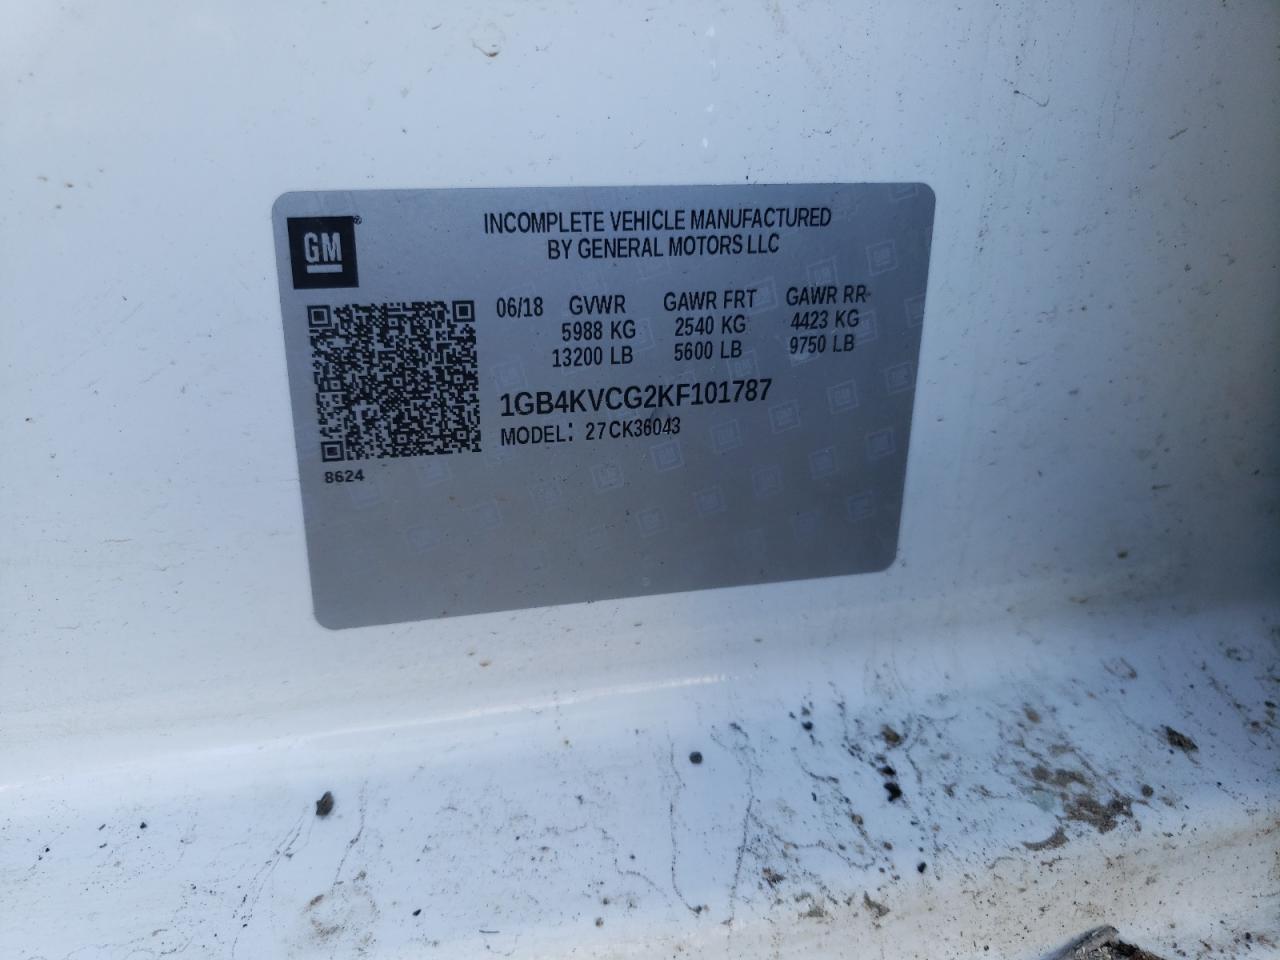 INCOMPLETE VEHICLE MANUFACTURED
BY GENERAL MOTORS LLC
GM®
06/18 GVWR GAWR FRT GAWR RR
5988 KG 2540 KG 4423 KG
13200 LB 5600 LB 9750 LB
1GB4KVCG2KF101787
MODEL: 27CK36043
8624